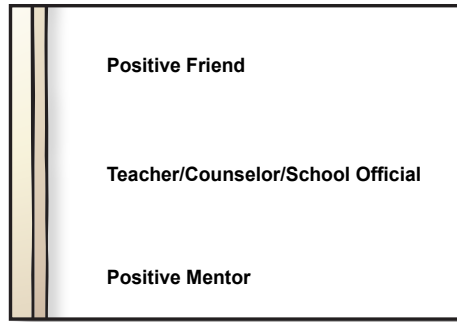 Positive Friend
Teacher/Counselor/School Official
Positive Mentor